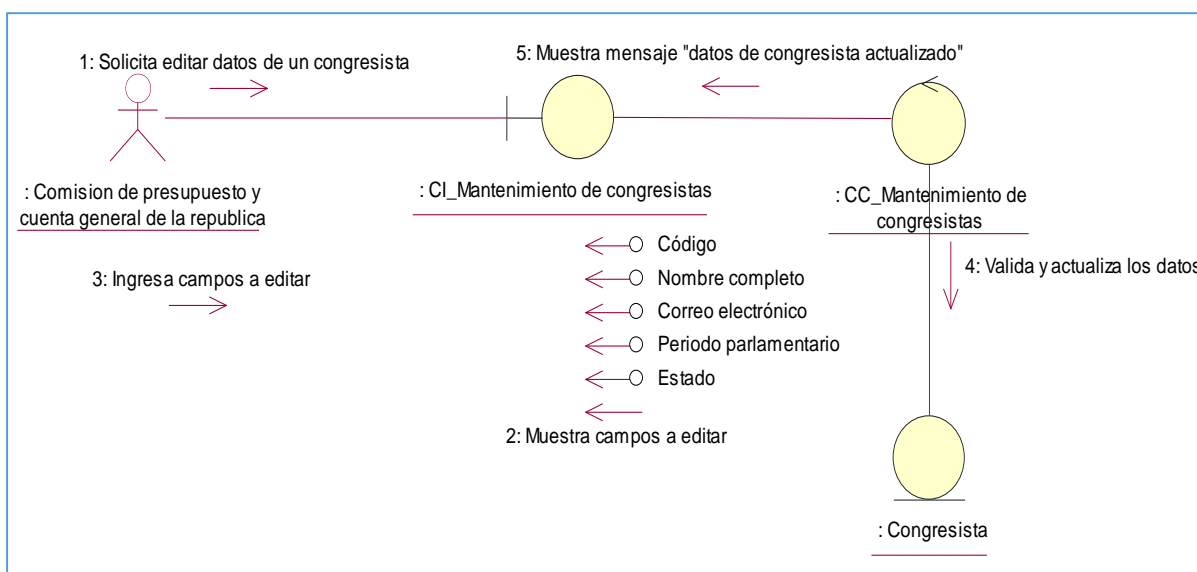 1: Solicita editar datos de un congresista
5: Muestra mensaje "datos de congresista actualizado"
: Comision de presupuesto y
cuenta general de la republica
: CI_Mantenimiento de congresistas
: CC_Mantenimiento de
congresistas
3: Ingresa campos a editar
Código
Nombre completo
Correo electrónico
Periodo parlamentario
Estado
2: Muestra campos a editar
4: Valida y actualiza los datos
: Congresista